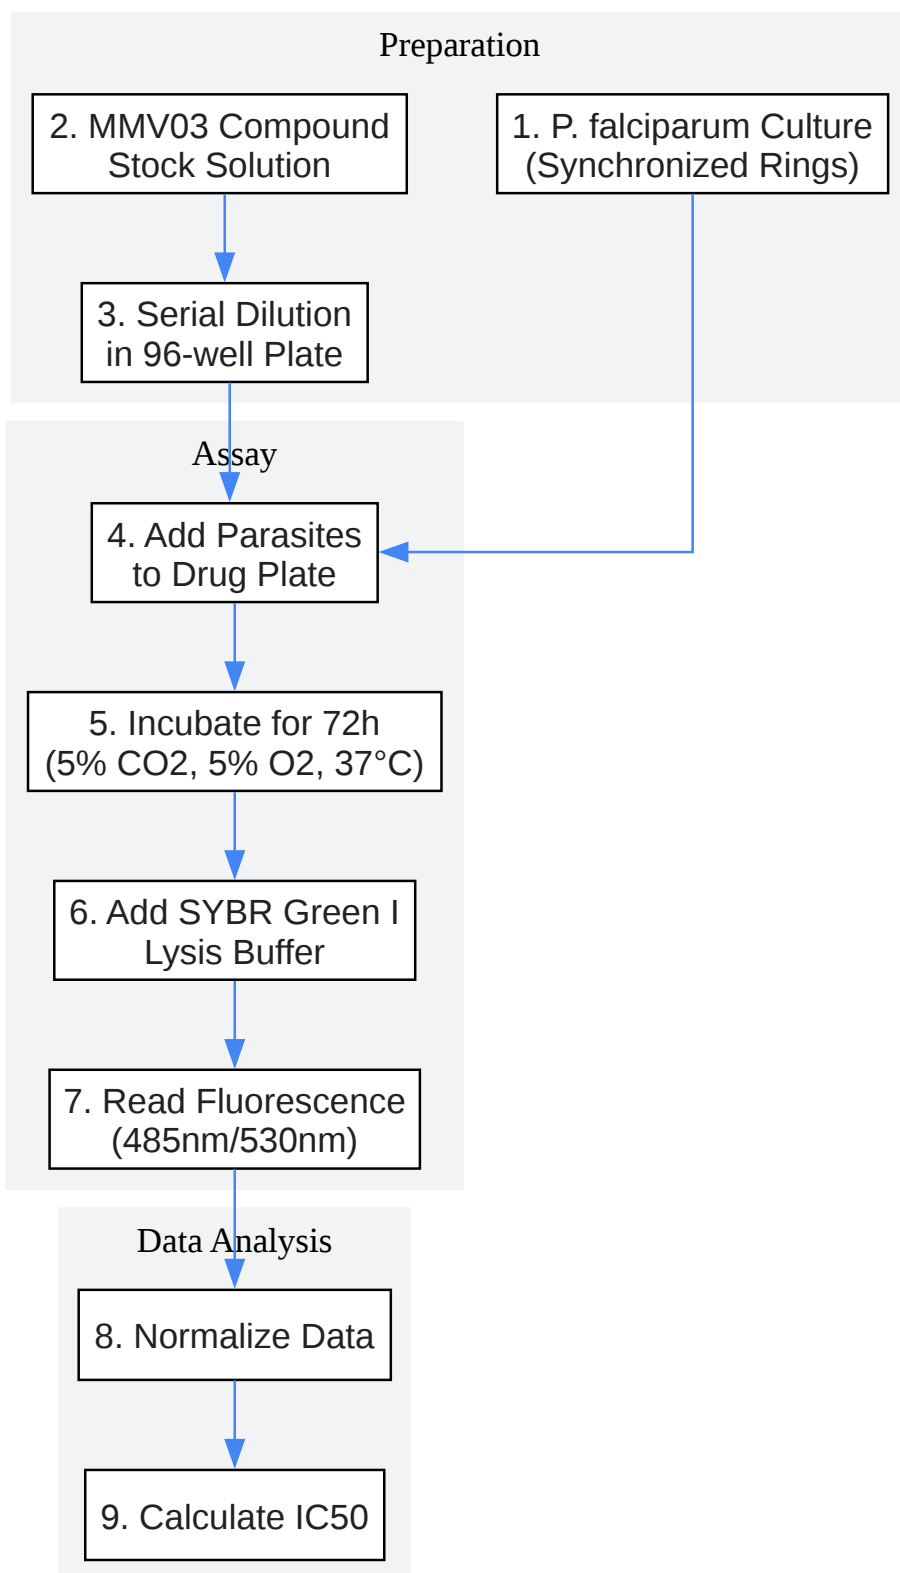 Preparation
2. MMV03 Compound
Stock Solution
1. P. falciparum Culture
(Synchronized Rings)
3. Serial Dilution
in 96-well Plate
Assay
4. Add Parasites
to Drug Plate
5. Incubate for 72h
(5% CO2, 5% O2, 37°C)
6. Add SYBR Green I
Lysis Buffer
7. Read Fluorescence
(485nm/530nm)
Data Analysis
8. Normalize Data
9. Calculate IC50